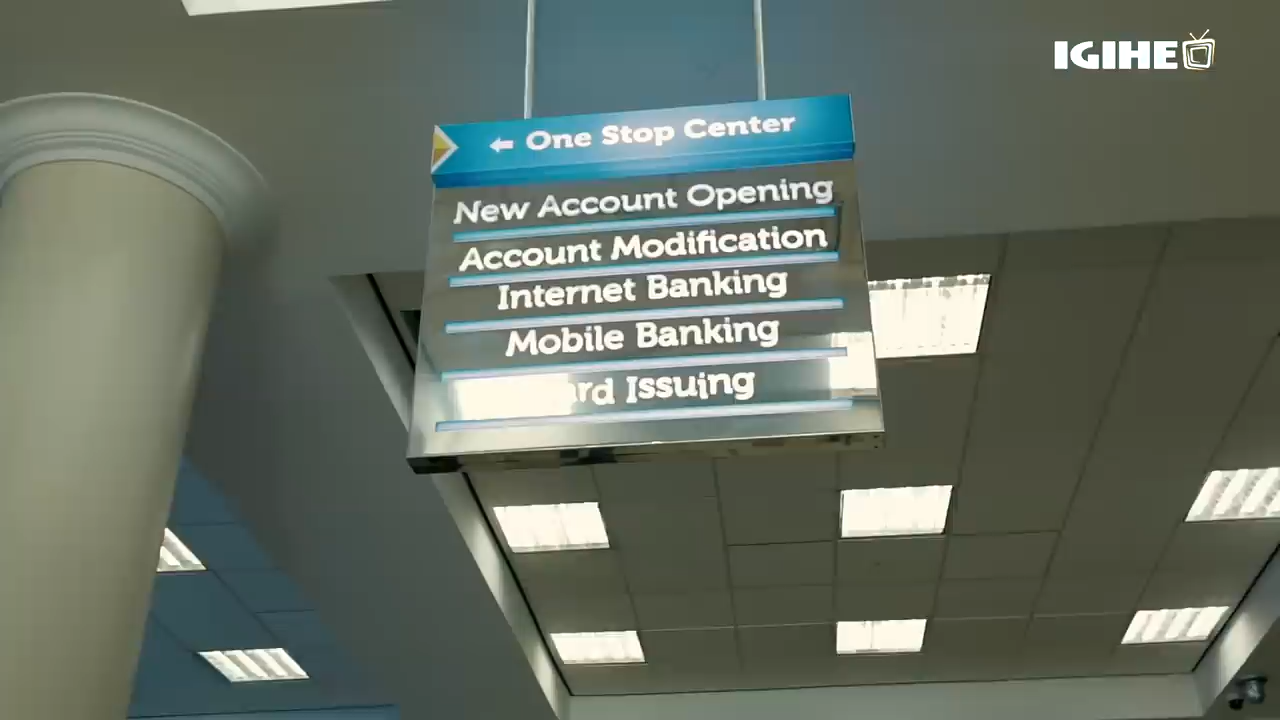 IGIHE
← One Stop Center
New Account Opening
Account Modification
Internet Banking
Mobile Banking
Issuing